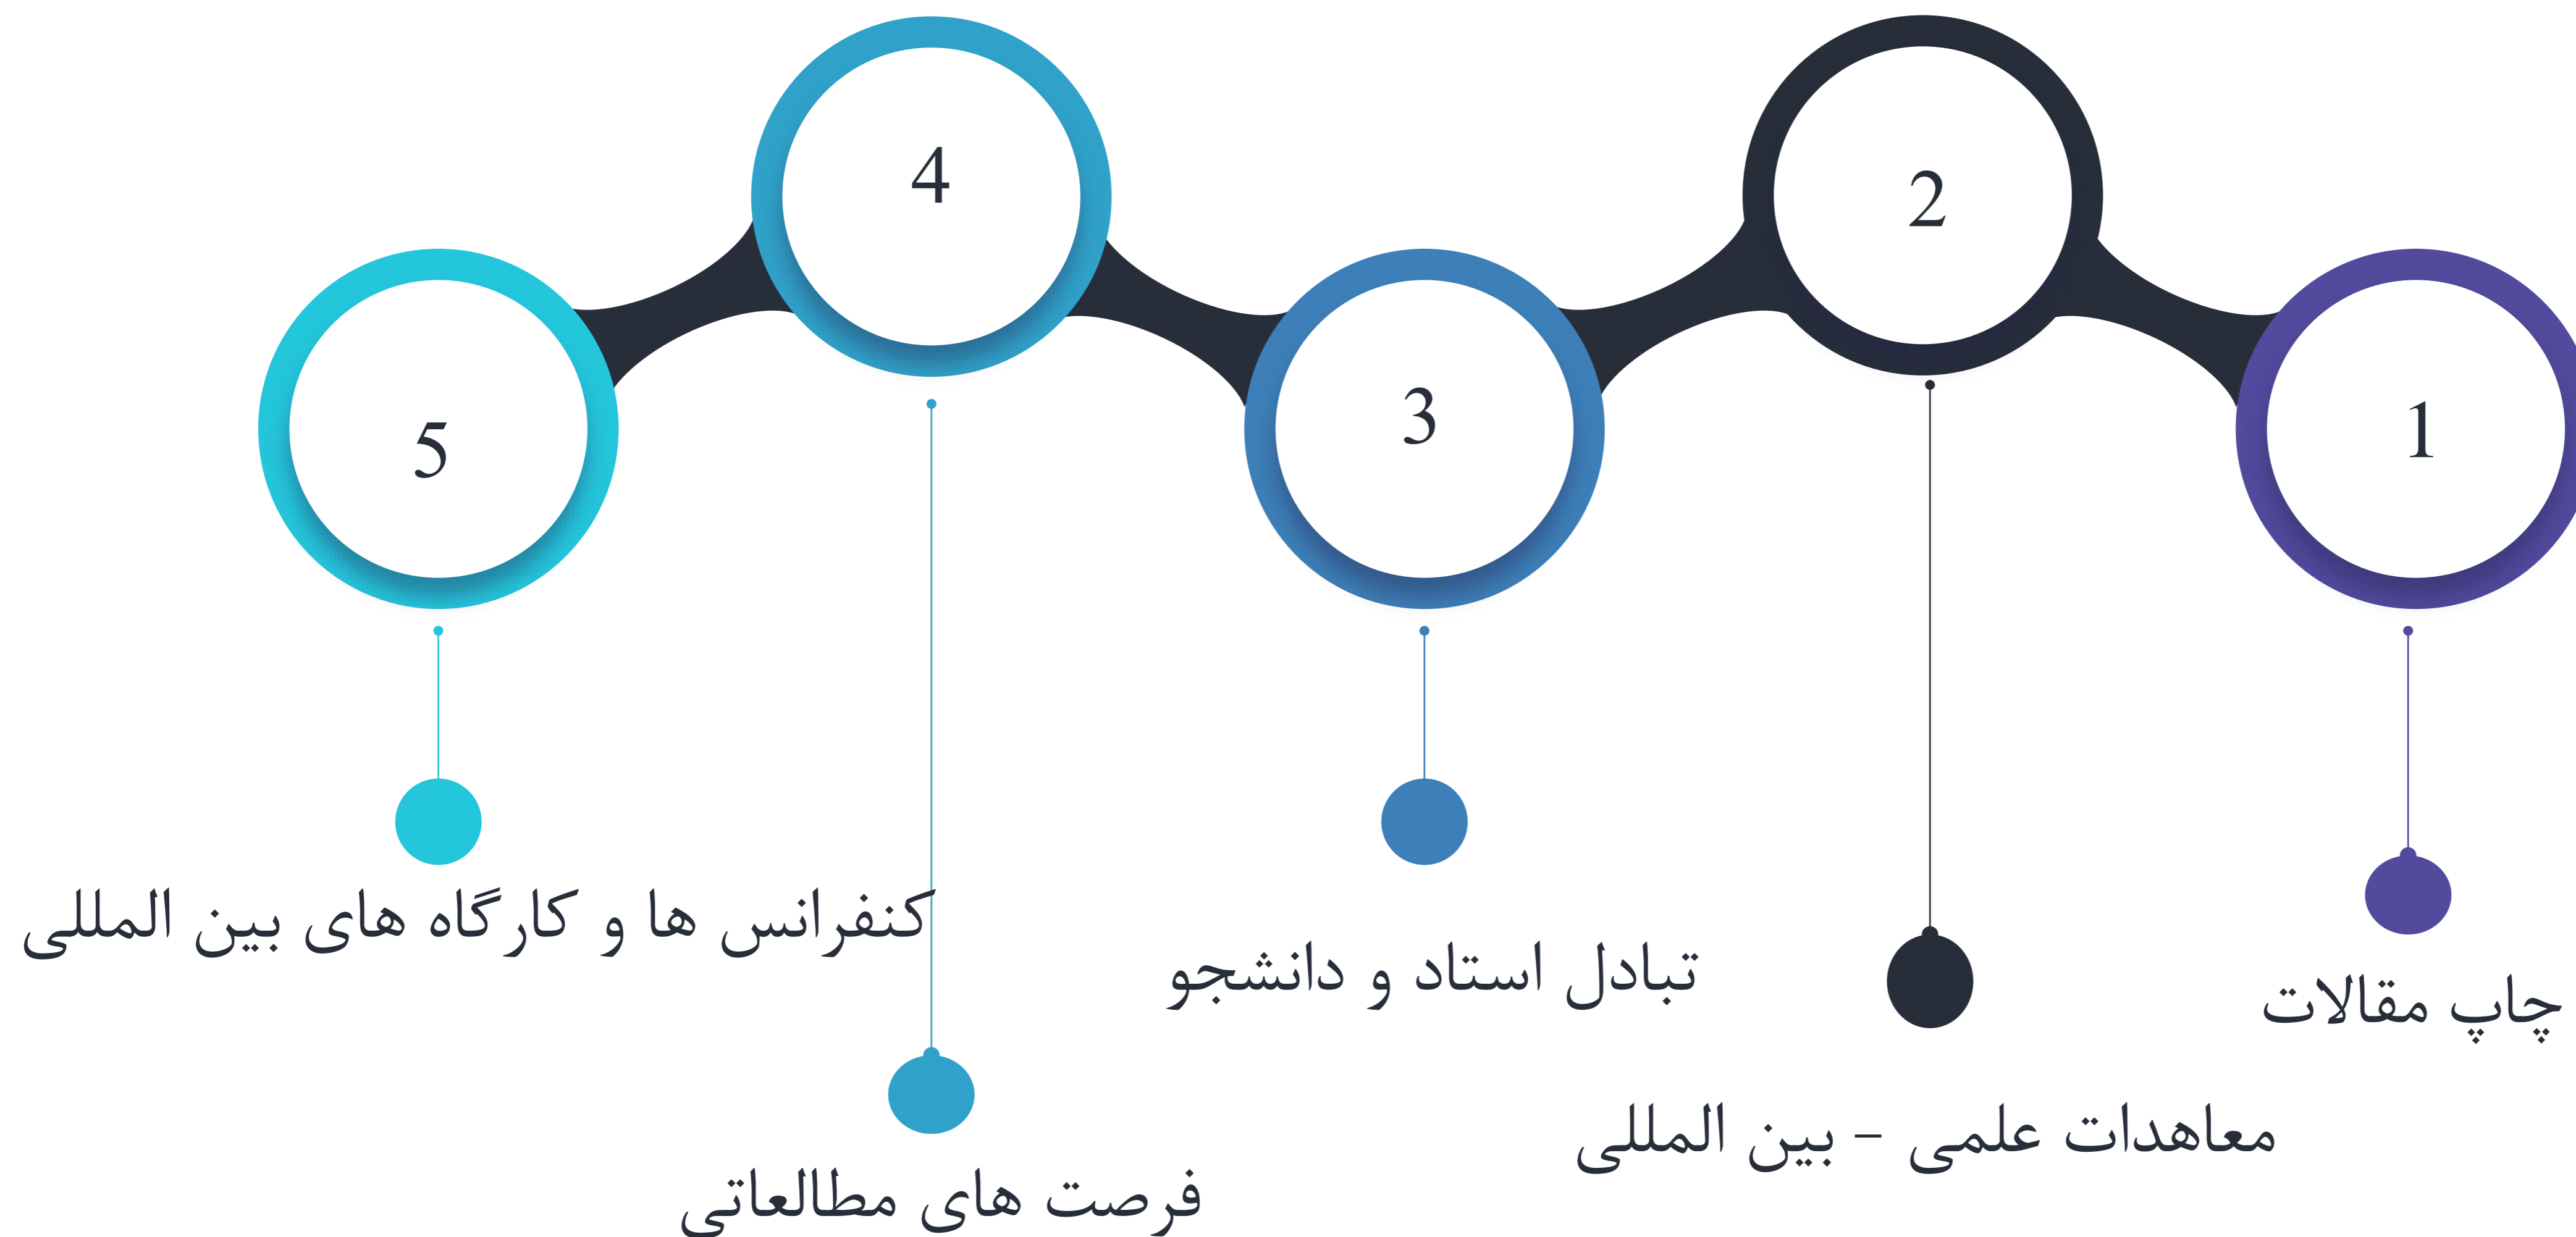 1
چاپ مقالات
2
معاهدات علمی – بین المللی
3
تبادل استاد و دانشجو
4
فرصت های مطالعاتی
5
کنفرانس ها و کارگاه های بین المللی